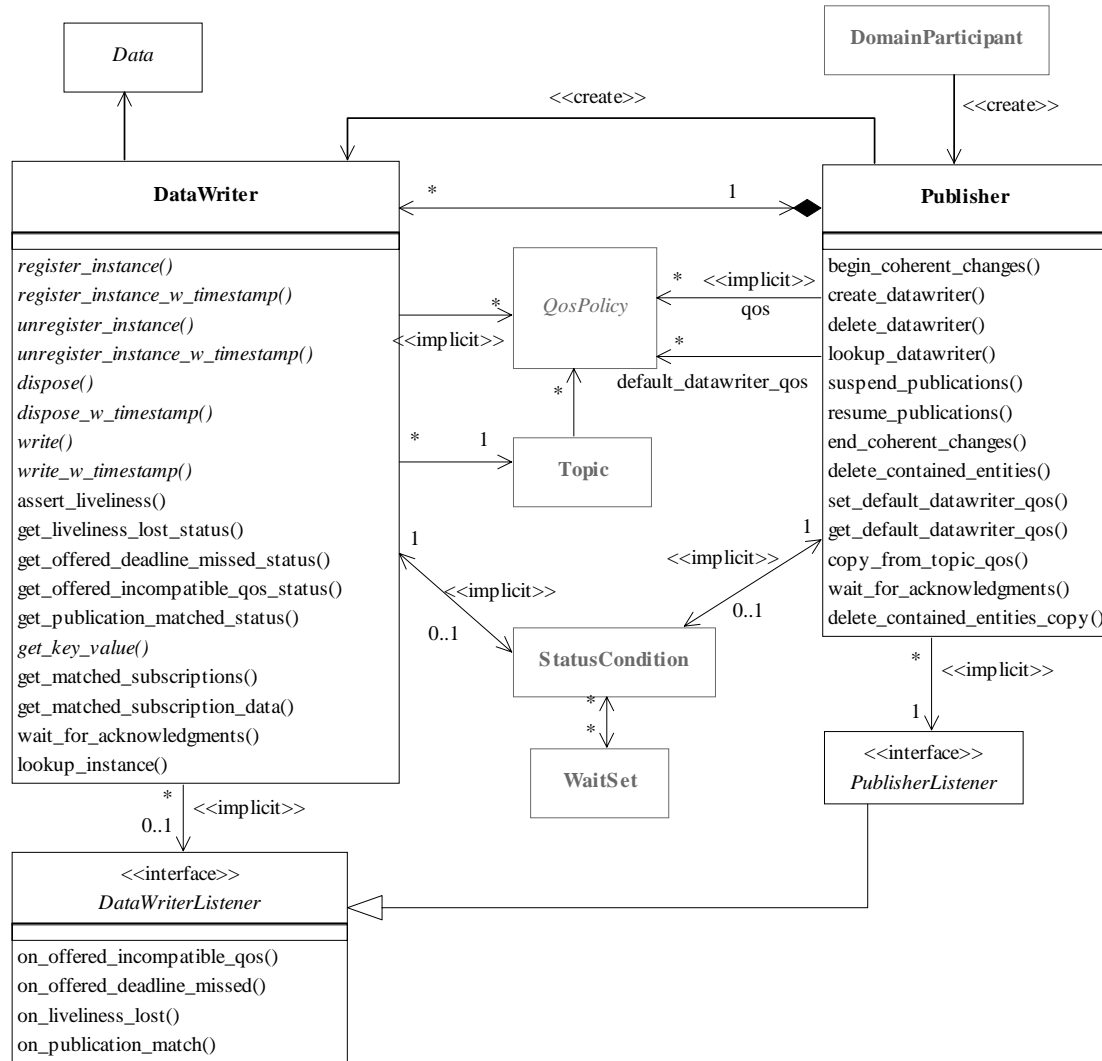 Data
DomainParticipant
<<create>>
<<create>>
DataWriter
*
1
Publisher
register_instance()
register_instance_w_timestamp()
unregister_instance()
unregister_instance_w_timestamp()
dispose()
dispose_w_timestamp()
write()
write_w_timestamp()
assert_liveliness()
get_liveliness_lost_status()
get_offered_deadline_missed_status()
get_offered_incompatible_qos_status()
get_publication_matched_status()
get_key_value()
get_matched_subscriptions()
get_matched_subscription_data()
wait_for_acknowledgments()
lookup_instance()
*
<<implicit>>
QosPolicy
*
<<implicit>>
qos
*
default_datawriter_qos
*
*
1
Topic
begin_coherent_changes()
create_datawriter()
delete_datawriter()
lookup_datawriter()
suspend_publications()
resume_publications()
end_coherent_changes()
delete_contained_entities()
set_default_datawriter_qos()
get_default_datawriter_qos()
copy_from_topic_qos()
wait_for_acknowledgments()
delete_contained_entities_copy()
1
<<implicit>>
0..1
1
<<implicit>>
0..1
StatusCondition
*
*
WaitSet
*
<<implicit>>
1
<<interface>>
PublisherListener
*
<<implicit>>
0..1
<<interface>>
DataWriterListener
on_offered_incompatible_qos()
on_offered_deadline_missed()
on_liveliness_lost()
on_publication_match()